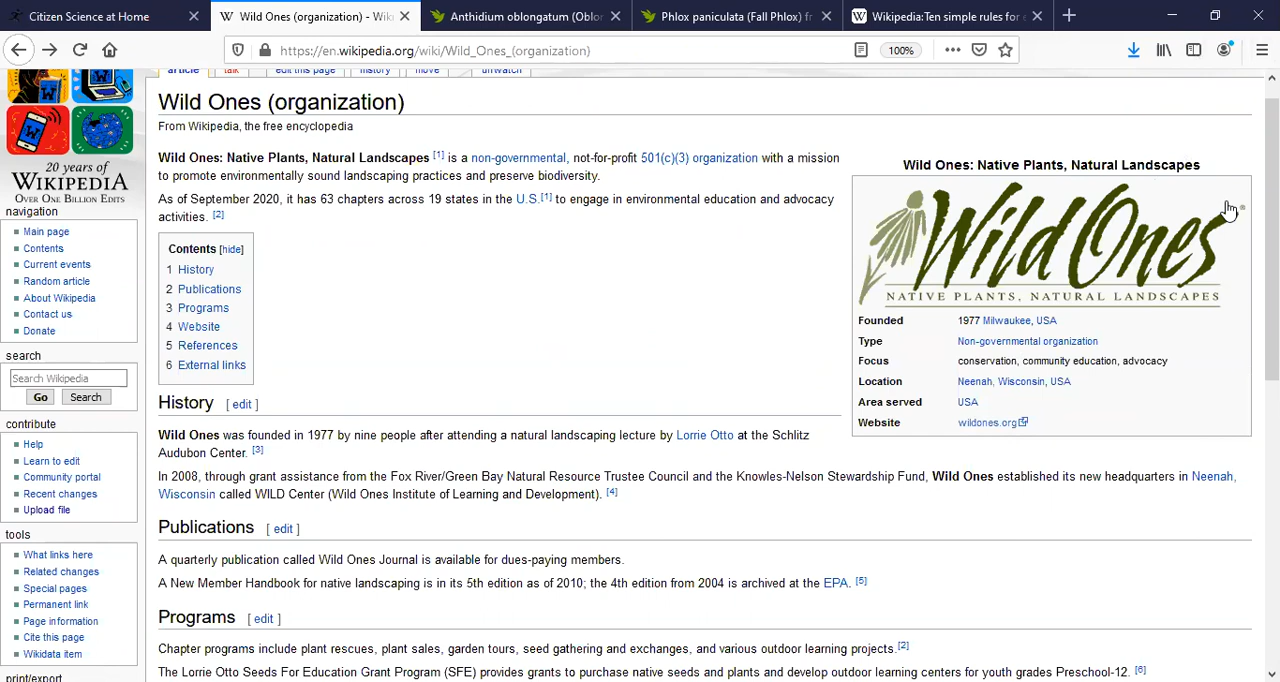 Citizen Science at Home
Wild Ones (organization) - Wiki
Anthidium oblongatum (Oblon
Phlox paniculata (Fall Phlox) fr
Wikipedia:Ten simple rules for e
https://en.wikipedia.org/wiki/Wild_Ones_(organization)
100%
article
talk
edit this page
history
move
unwatch
20 years of
WIKIPEDIA
OVER ONE BILLION EDITS
navigation
Main page
Contents
Current events
Random article
About Wikipedia
Contact us
Donate
search
Search Wikipedia
Go
Search
contribute
Help
Learn to edit
Community portal
Recent changes
Upload file
tools
What links here
Related changes
Special pages
Permanent link
Page information
Cite this page
Wikidata item
print/export
Wild Ones (organization)
From Wikipedia, the free encyclopedia
Wild Ones: Native Plants, Natural Landscapes [1] is a non-governmental, not-for-profit 501(c)(3) organization with a mission
to promote environmentally sound landscaping practices and preserve biodiversity.
As of September 2020, it has 63 chapters across 19 states in the U.S.[1] to engage in environmental education and advocacy
activities. [2]
Contents [hide]
1 History
2 Publications
3 Programs
4 Website
5 References
6 External links
Wild Ones: Native Plants, Natural Landscapes
Wild Ones ®
NATIVE PLANTS, NATURAL LANDSCAPES
Founded 1977 Milwaukee, USA
Type Non-governmental organization
Focus conservation, community education, advocacy
Location Neenah, Wisconsin, USA
Area served USA
Website wildones.org
History [ edit ]
Wild Ones was founded in 1977 by nine people after attending a natural landscaping lecture by Lorrie Otto at the Schlitz
Audubon Center. [3]
In 2008, through grant assistance from the Fox River/Green Bay Natural Resource Trustee Council and the Knowles-Nelson Stewardship Fund, Wild Ones established its new headquarters in Neenah,
Wisconsin called WILD Center (Wild Ones Institute of Learning and Development). [4]
Publications [ edit ]
A quarterly publication called Wild Ones Journal is available for dues-paying members.
A New Member Handbook for native landscaping is in its 5th edition as of 2010; the 4th edition from 2004 is archived at the EPA. [5]
Programs [ edit ]
Chapter programs include plant rescues, plant sales, garden tours, seed gathering and exchanges, and various outdoor learning projects.[2]
The Lorrie Otto Seeds For Education Grant Program (SFE) provides grants to purchase native seeds and plants and develop outdoor learning centers for youth grades Preschool-12. [6]